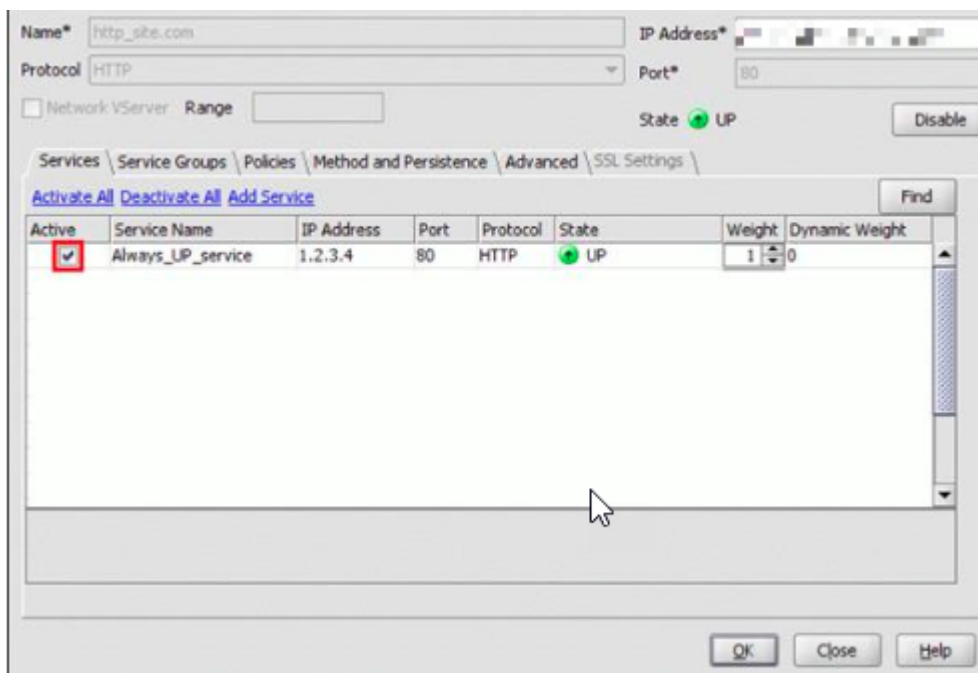 Name* http_site.com IP Address*
Protocol HTTP Port* 80
Network VServer Range State UP Disable
Services Service Groups Policies Method and Persistence Advanced SSL Settings
Activate All Deactivate All Add Service Find
Active Service Name IP Address Port Protocol State Weight Dynamic Weight
Always_UP_service 1.2.3.4 80 HTTP UP 1 0
OK Close Help